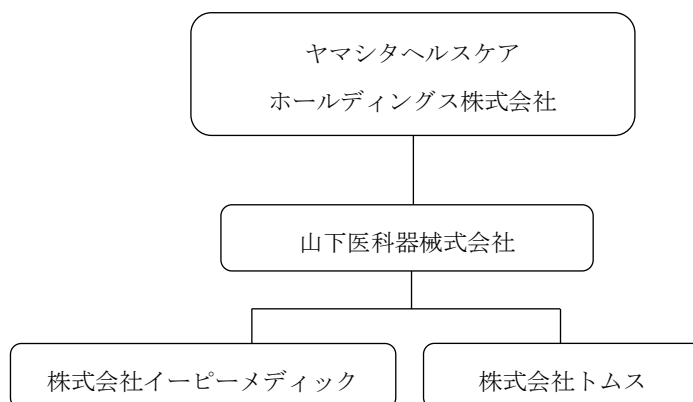 ヤマシタヘルスケア
ホールディングス株式会社
山下医科器械式会社
株式会社イーピーメディック
株式会社トムス